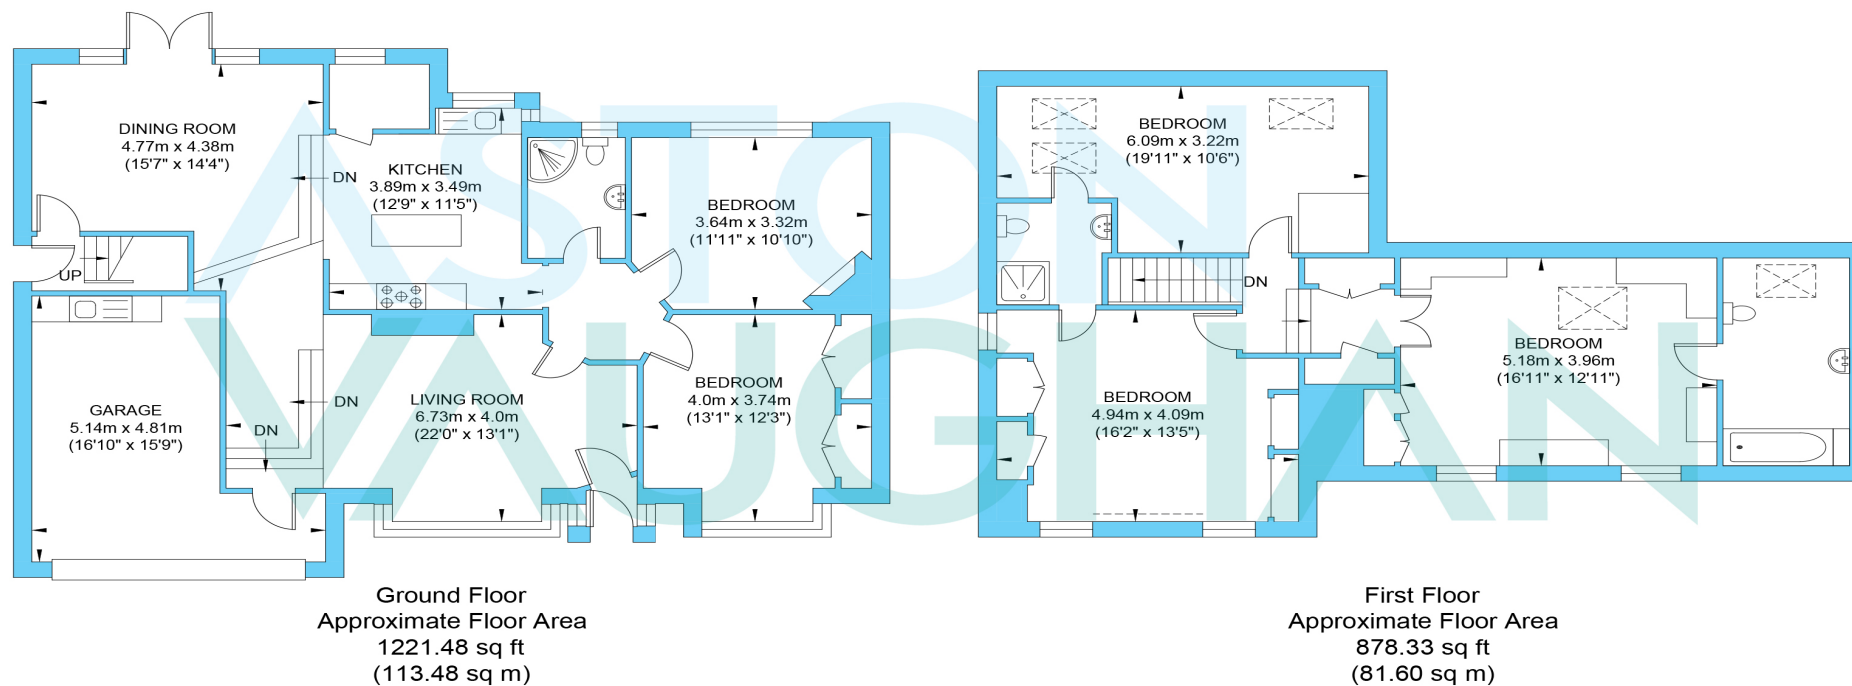 DINING ROOM
4.77m x 4.38m
(15'7" x 14'4")
DN
KITCHEN
3.89m x 3.49m
(12'9" x 11'5")
BEDROOM
3.64m x 3.32m
(11'11" x 10'10")
UP
GARAGE
5.14m x 4.81m
(16'10" x 15'9")
DN
DN
LIVING ROOM
6.73m x 4.0m
(22'0" x 13'1")
BEDROOM
4.0m x 3.74m
(13'1" x 12'3")
Ground Floor
Approximate Floor Area
1221.48 sq ft
(113.48 sq m)
BEDROOM
6.09m x 3.22m
(19'11" x 10'6")
DN
BEDROOM
4.94m x 4.09m
(16'2" x 13'5")
BEDROOM
5.18m x 3.96m
(16'11" x 12'11")
First Floor
Approximate Floor Area
878.33 sq ft
(81.60 sq m)
ASTON
VAUGHAN